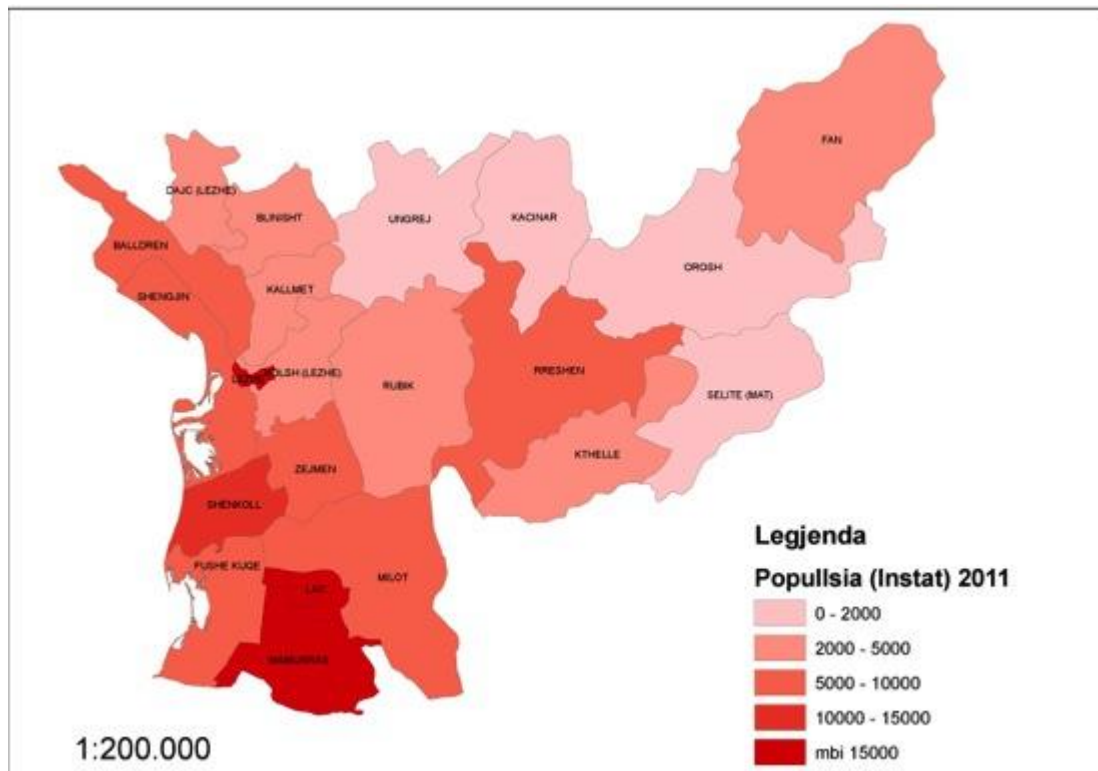 FAN
DAJC (LEZHE)
BLINISHT
UNGREJ
KACINAR
BALLDREN
OROSH
SHENGJIN
KALLMET
KOLSH (LEZHE)
RUBIK
RRESHEN
SELITE (MAT)
KTHELLE
ZEJMEN
SHENKOLL
FUSHE KUQE
MILOT
LAC
MAMURRAS
Legjenda
Popullsia (Instat) 2011
0 - 2000
2000 - 5000
5000 - 10000
10000 - 15000
mbi 15000
1:200.000